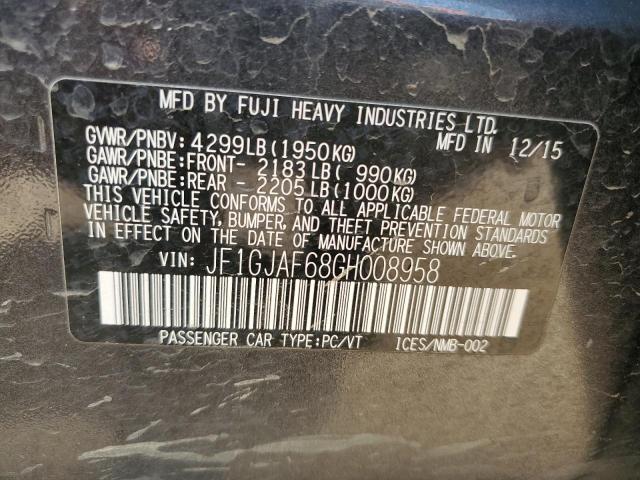 MFD BY FUJI HEAVY INDUSTRIES LTD.
GVWR/PNBV: 4299LB(1950KG) MFD IN 12/15
GAWR/PNBE:FRONT- 2183LB( 990KG)
GAWR/PNBE:REAR - 2205LB(1000KG)
THIS VEHICLE CONFORMS TO ALL APPLICABLE FEDERAL MOTOR
VEHICLE SAFETY, BUMPER, AND THEFT PREVENTION STANDARDS
IN EFFECT ON THE DATE OF MANUFACTURE SHOWN ABOVE.
VIN: JF1GJAF68GH008958
PASSENGER CAR TYPE:PC/VT ICES/NMB-002